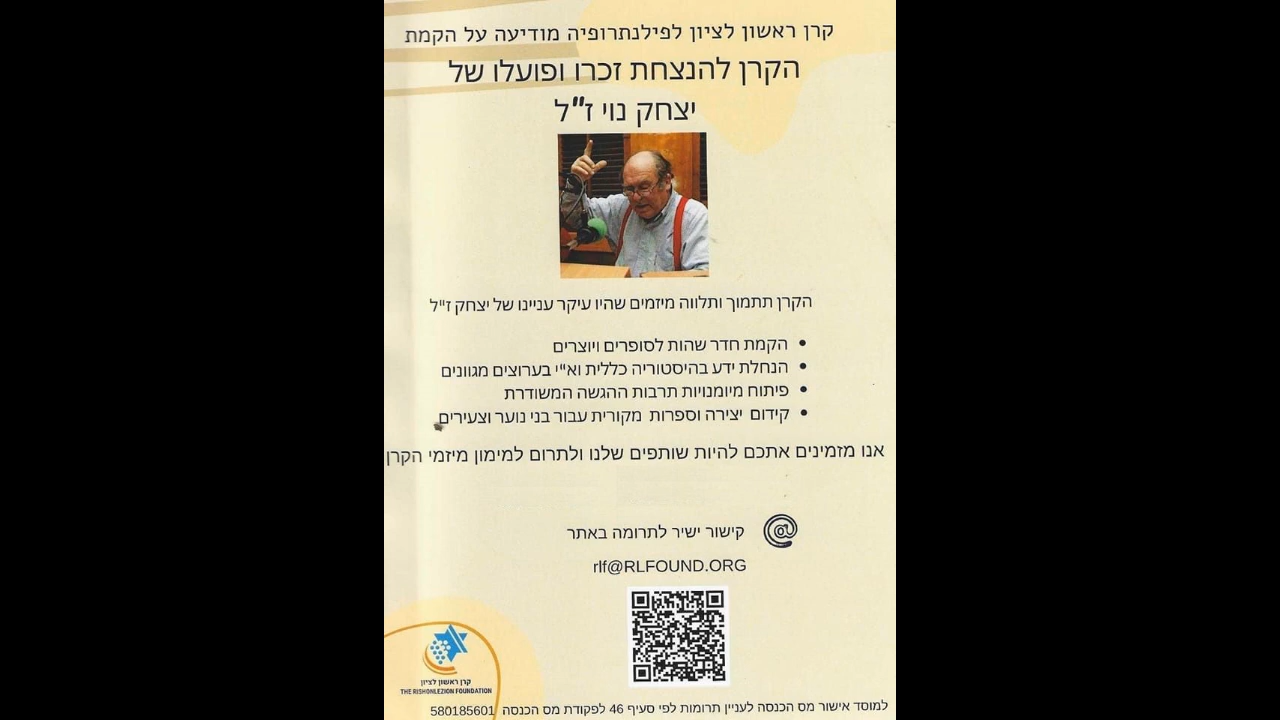 קרן ראשון לציון לפילנתרופיה מודיעה על הקמת
הקרן להנצחת זכרו ופועלו של
יצחק נוי ז"ל
הקרן תתמוך ותלווה מיזמים שהיו עיקר עניינו של יצחק ז"ל
• הקמת חדר שהות לסופרים ויוצרים
• הנחלת ידע בהיסטוריה כללית וא"י בערוצים מגוונים
• פיתוח מיומנויות תרבות ההגשה המשודרת
• קידום יצירה וספרות מקורית עבור בני נוער וצעירים
אנו מזמינים אתכם להיות שותפים שלנו ולתרום למימון מיזמי הקרן
@ קישור ישיר לתרומה באתר
rlf@RLFOUND.ORG
קרן ראשון לציון
THE RISHONLEZION FOUNDATION
למוסד אישור מס הכנסה לעניין תרומות לפי סעיף 46 לפקודת מס הכנסה 580185601